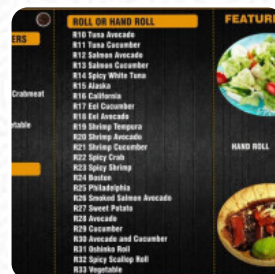 ROLL OR HAND ROLL
R10 Tuna Avocado
R11 Tuna Cucumber
R12 Salmon Avocado
R13 Salmon Cucumber
R14 Spicy White Tuna
R15 Alaska
R16 California
R17 Eel Cucumber
R18 Eel Avocado
R19 Shrimp Tempura
R20 Shrimp Avocado
R21 Shrimp Cucumber
R22 Spicy Crab
R23 Spicy Shrimp
R24 Boston
R25 Philadelphia
R26 Smoked Salmon Avocado
R27 Sweet Potato
R28 Avocado
R29 Cucumber
R30 Avocado and Cucumber
R31 Oshinko Roll
R32 Spicy Scallop Roll
R33 Vegetable
ERS
Crabmeat
etable
FEATUR
HAND ROLL